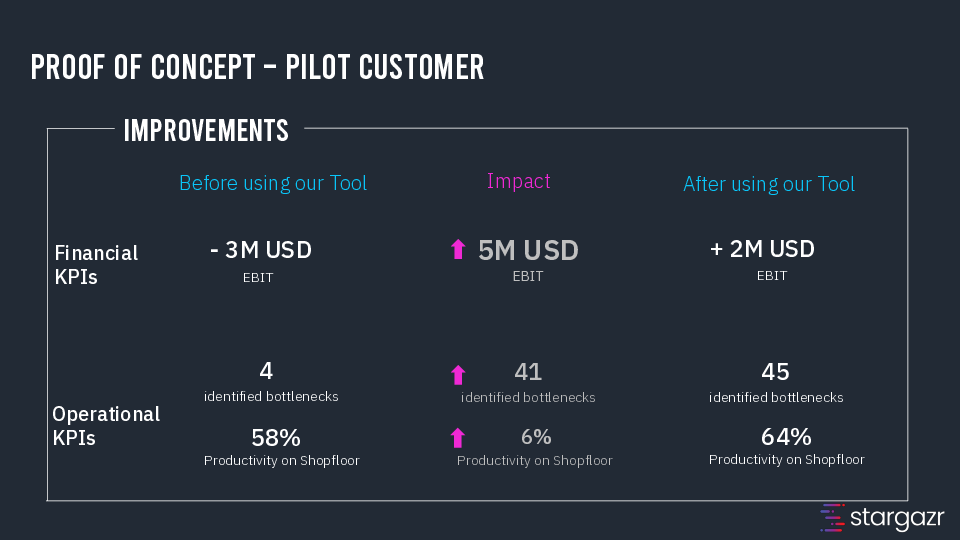 PROOF OF CONCEPT – PILOT CUSTOMER
IMPROVEMENTS
Before using our Tool
Impact
After using our Tool
Financial
KPIs
- 3M USD
EBIT
5M USD
EBIT
+ 2M USD
EBIT
Operational
KPIs
4
identified bottlenecks
41
identified bottlenecks
45
identified bottlenecks
58%
Productivity on Shopfloor
6%
Productivity on Shopfloor
64%
Productivity on Shopfloor
stargazr